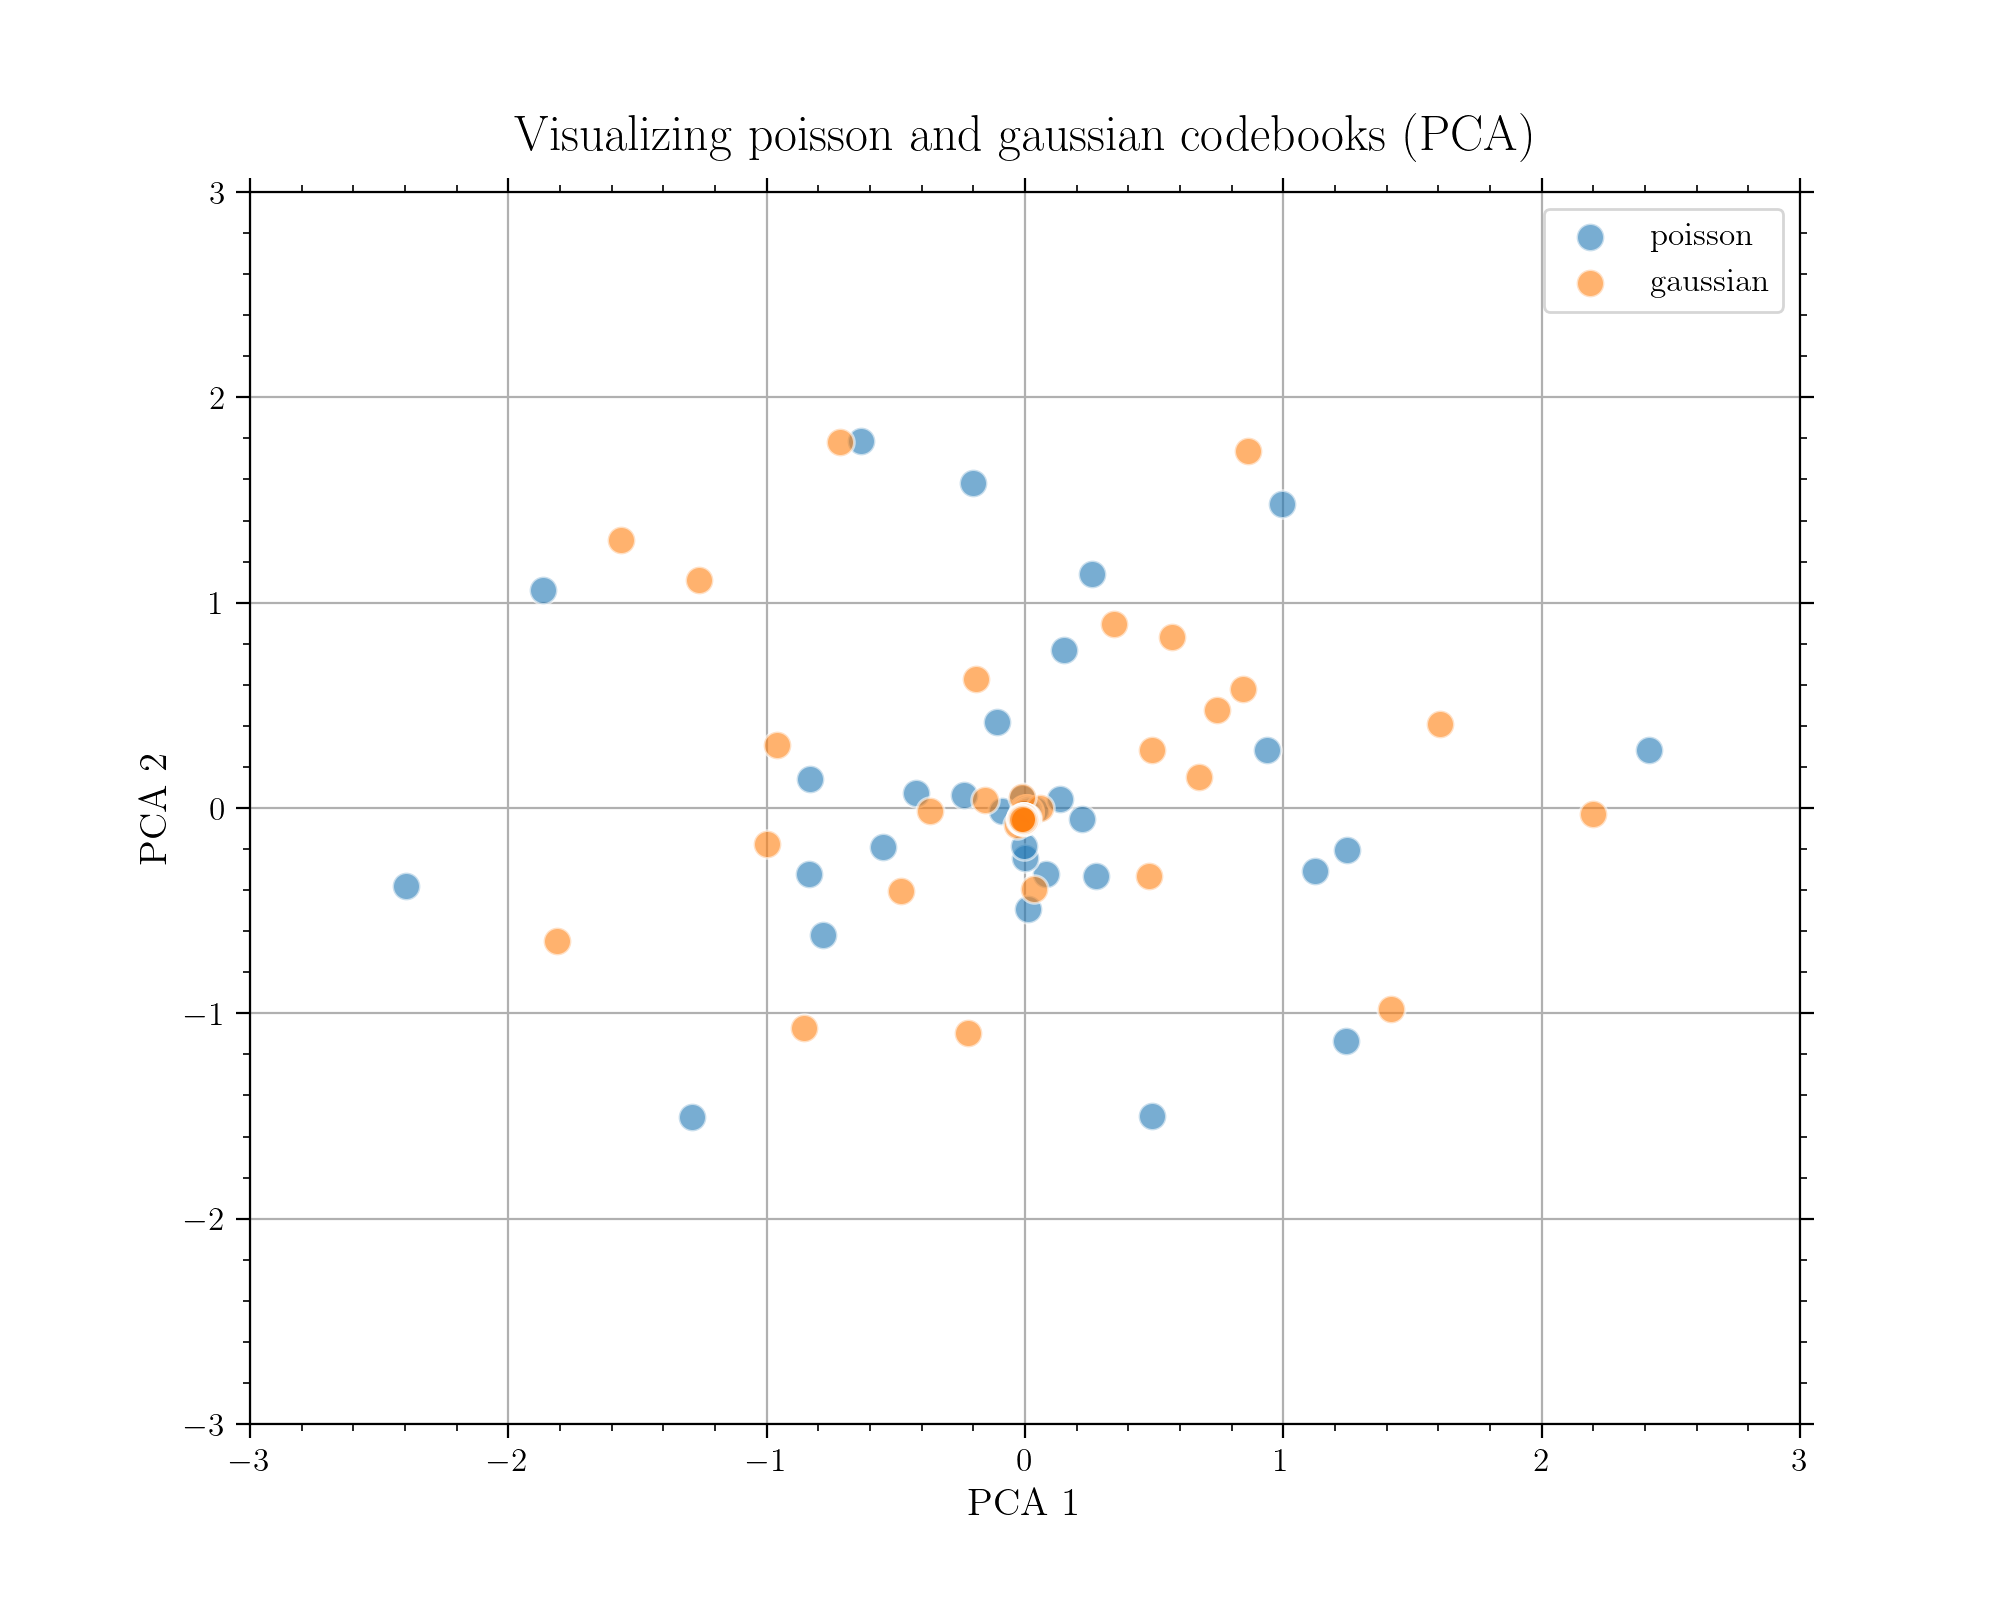 Visualizing poisson and gaussian codebooks (PCA)
3
poisson
gaussian
2
1
PCA 2
0
−1
−2
−3
−3 −2 −1 0 1 2 3
PCA 1